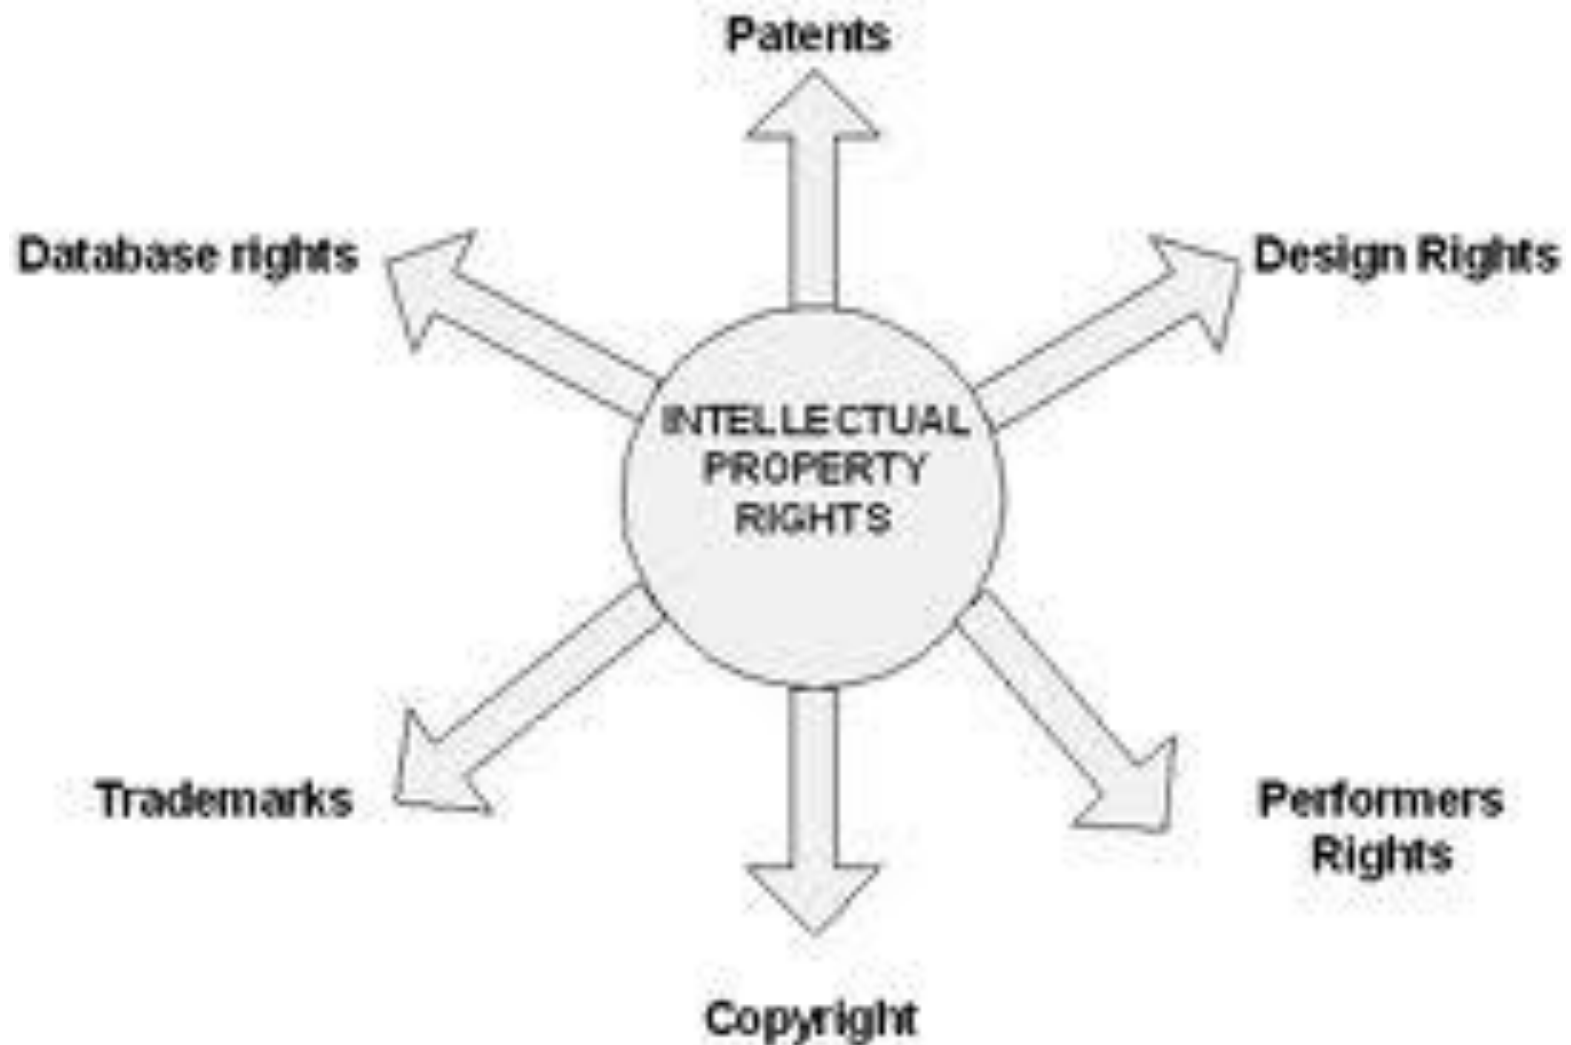 Patents
Database rights
Design Rights
INTELLECTUAL
PROPERTY
RIGHTS
Trademarks
Performers
Rights
Copyright